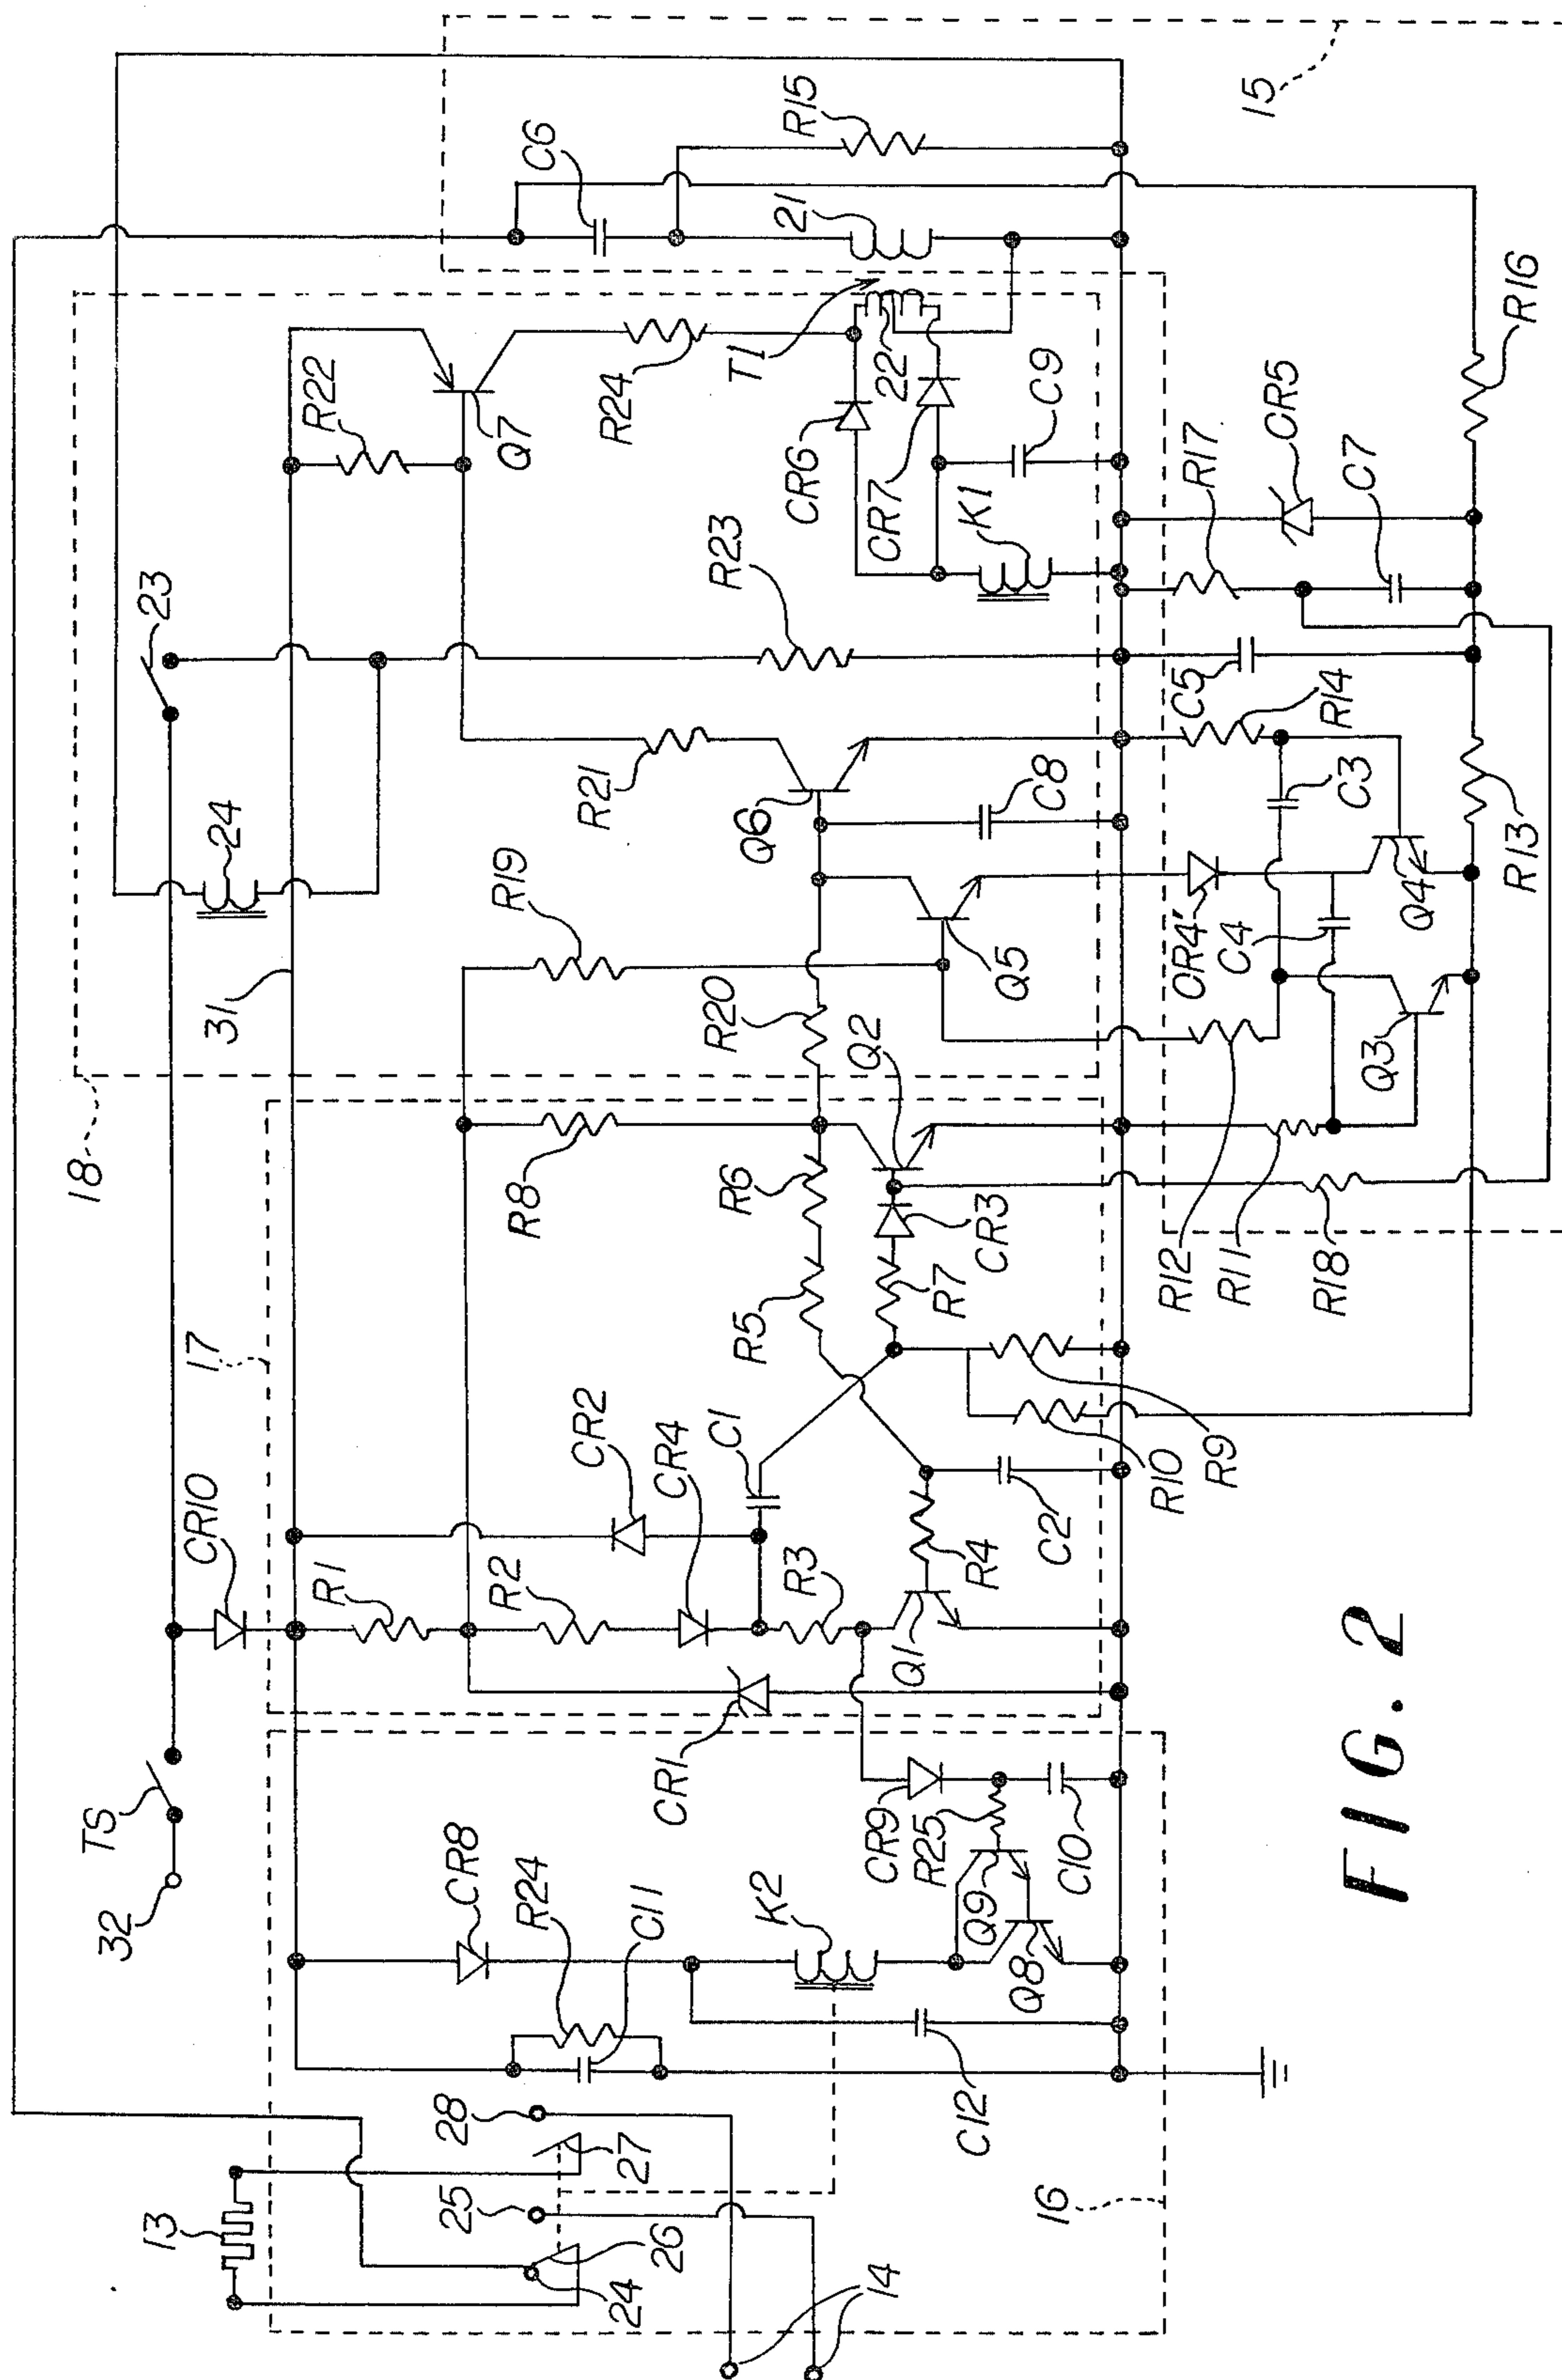 15
C6
R15
21
R16
18
R22
Q7
R24
T1
22
CR6
CR7
C9
K1
R17
CR5
C7
23
R23
24
R21
Q6
C8
C5
R14
C3
R13
R19
31
R20
Q5
CR4'
C4
Q4
Q2
Q3
R12
R11
R18
17
R8
R6
R5
CR3
R7
CR10
CR2
CR4
C1
R1
R2
R3
R4
Q1
C2
R10
R9
CR1
TS
32
CR8
R24
C11
K2
CR9
R25
Q9
Q8
C10
C12
13
28
27
25
26
24
14
16
FIG. 2